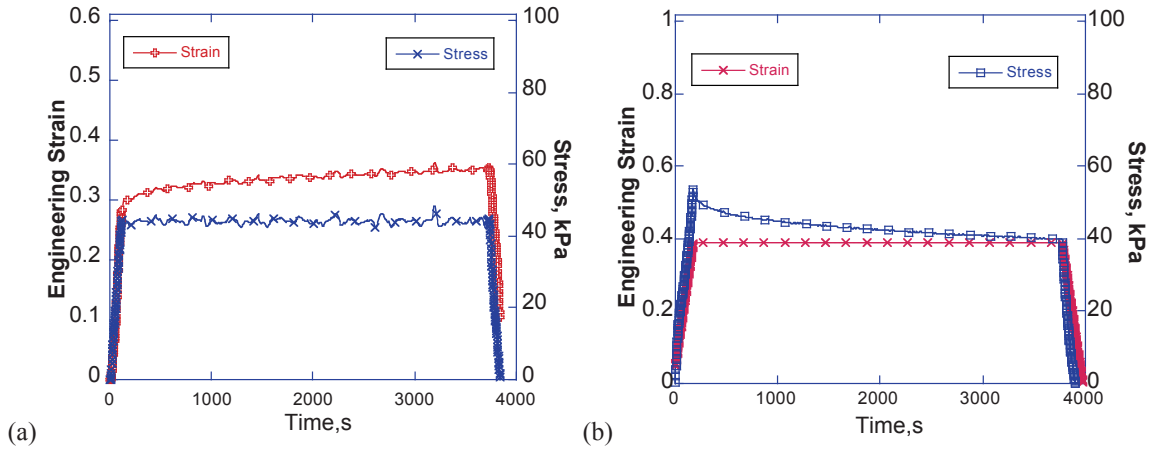 0.6
0.5
0.4
0.3
0.2
0.1
0
Engineering Strain
Strain
Stress
100
80
60
40
20
0
Stress, kPa
0
1000
2000
3000
4000
Time,s
(a)
1
0.8
0.6
0.4
0.2
0
Engineering Strain
Strain
Stress
100
80
60
40
20
0
Stress, kPa
0
1000
2000
3000
4000
Time,s
(b)